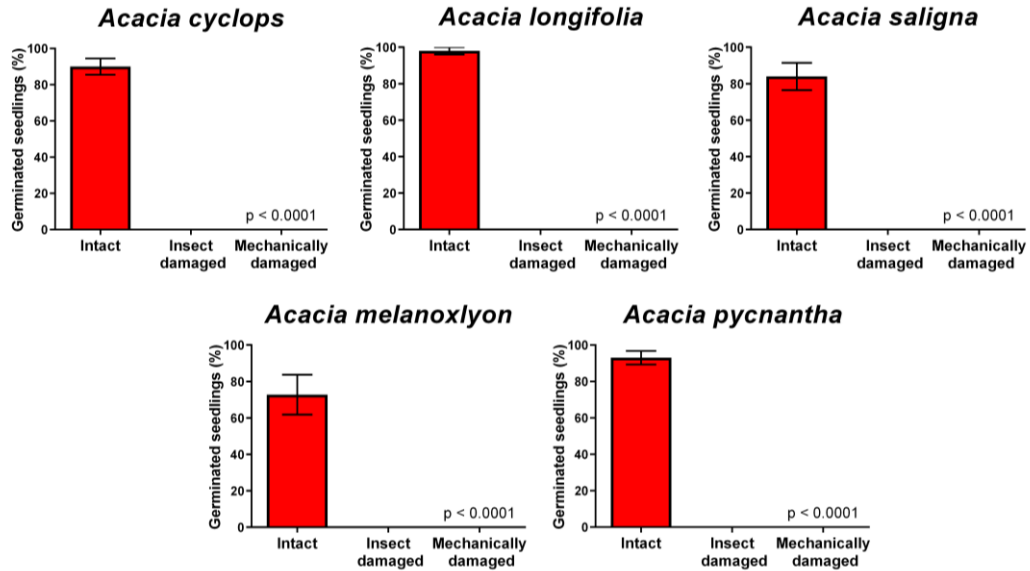 Acacia cyclops
Germinated seedlings (%)
100
80
60
40
20
0
p < 0.0001
Intact
Insect
damaged
Mechanically
damaged
Acacia longifolia
Germinated seedlings (%)
100
80
60
40
20
0
p < 0.0001
Intact
Insect
damaged
Mechanically
damaged
Acacia saligna
Germinated seedlings (%)
100
80
60
40
20
0
p < 0.0001
Intact
Insect
damaged
Mechanically
damaged
Acacia melanoxlyon
Germinated seedlings (%)
100
80
60
40
20
0
p < 0.0001
Intact
Insect
damaged
Mechanically
damaged
Acacia pycnantha
Germinated seedlings (%)
100
80
60
40
20
0
p < 0.0001
Intact
Insect
damaged
Mechanically
damaged